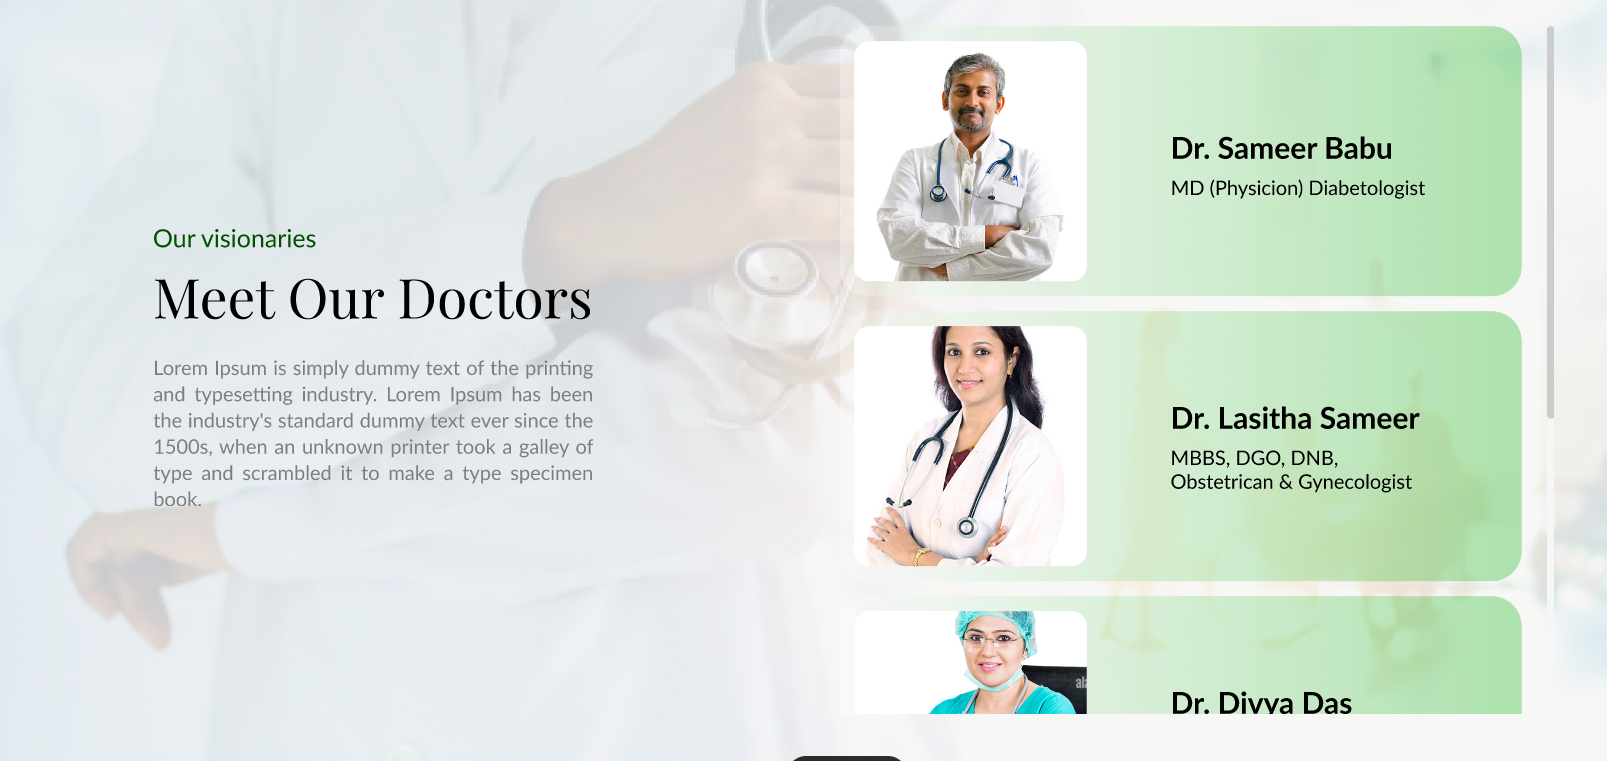 Our visionaries
Meet Our Doctors
Lorem Ipsum is simply dummy text of the printing
and typesetting industry. Lorem Ipsum has been
the industry's standard dummy text ever since the
1500s, when an unknown printer took a galley of
type and scrambled it to make a type specimen
book.
Dr. Sameer Babu
MD (Physicion) Diabetologist
Dr. Lasitha Sameer
MBBS, DGO, DNB,
Obstetrican & Gynecologist
Dr. Divya Das